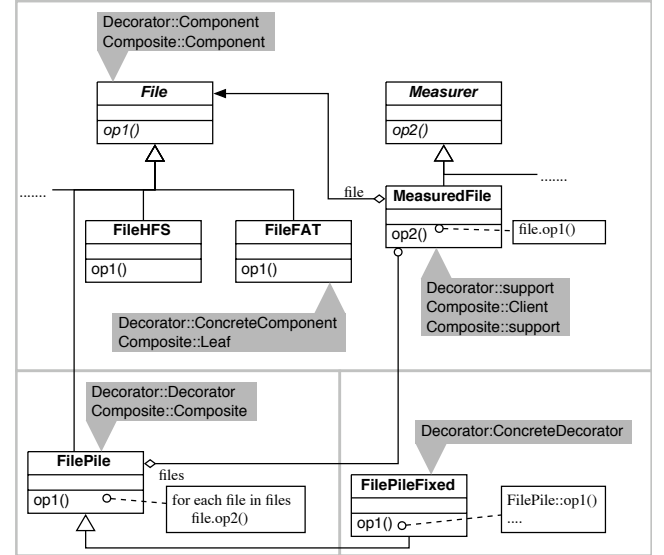 Decorator::Component
Composite::Component
File
op1()
Measurer
op2()
.......
.......
file
MeasuredFile
op2()
file.op1()
FileHFS
op1()
FileFAT
op1()
Decorator::support
Composite::Client
Composite::support
Decorator::ConcreteComponent
Composite::Leaf
Decorator::Decorator
Composite::Composite
Decorator:ConcreteDecorator
FilePile
op1()
files
for each file in files
file.op2()
FilePileFixed
op1()
FilePile::op1()
....